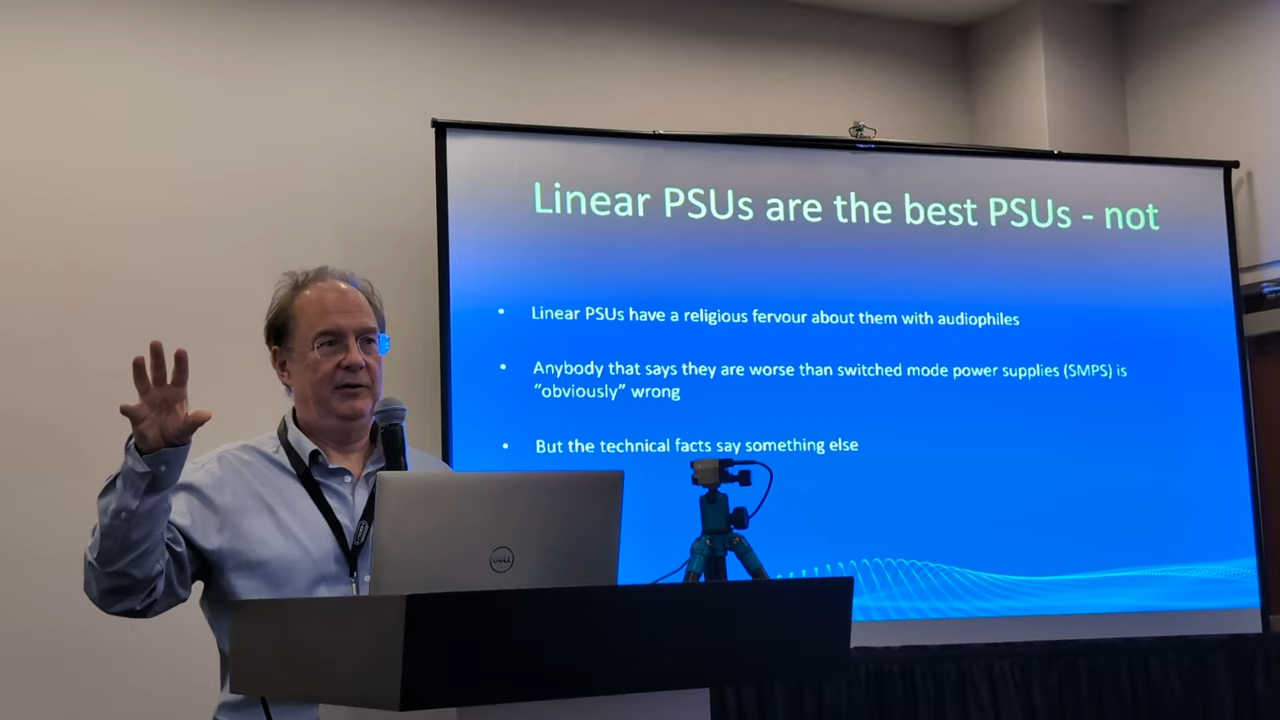 Linear PSUs are the best PSUs - not
• Linear PSUs have a religious fervour about them with audiophiles
• Anybody that says they are worse than switched mode power supplies (SMPS) is
“obviously” wrong
• But the technical facts say something else
DELL